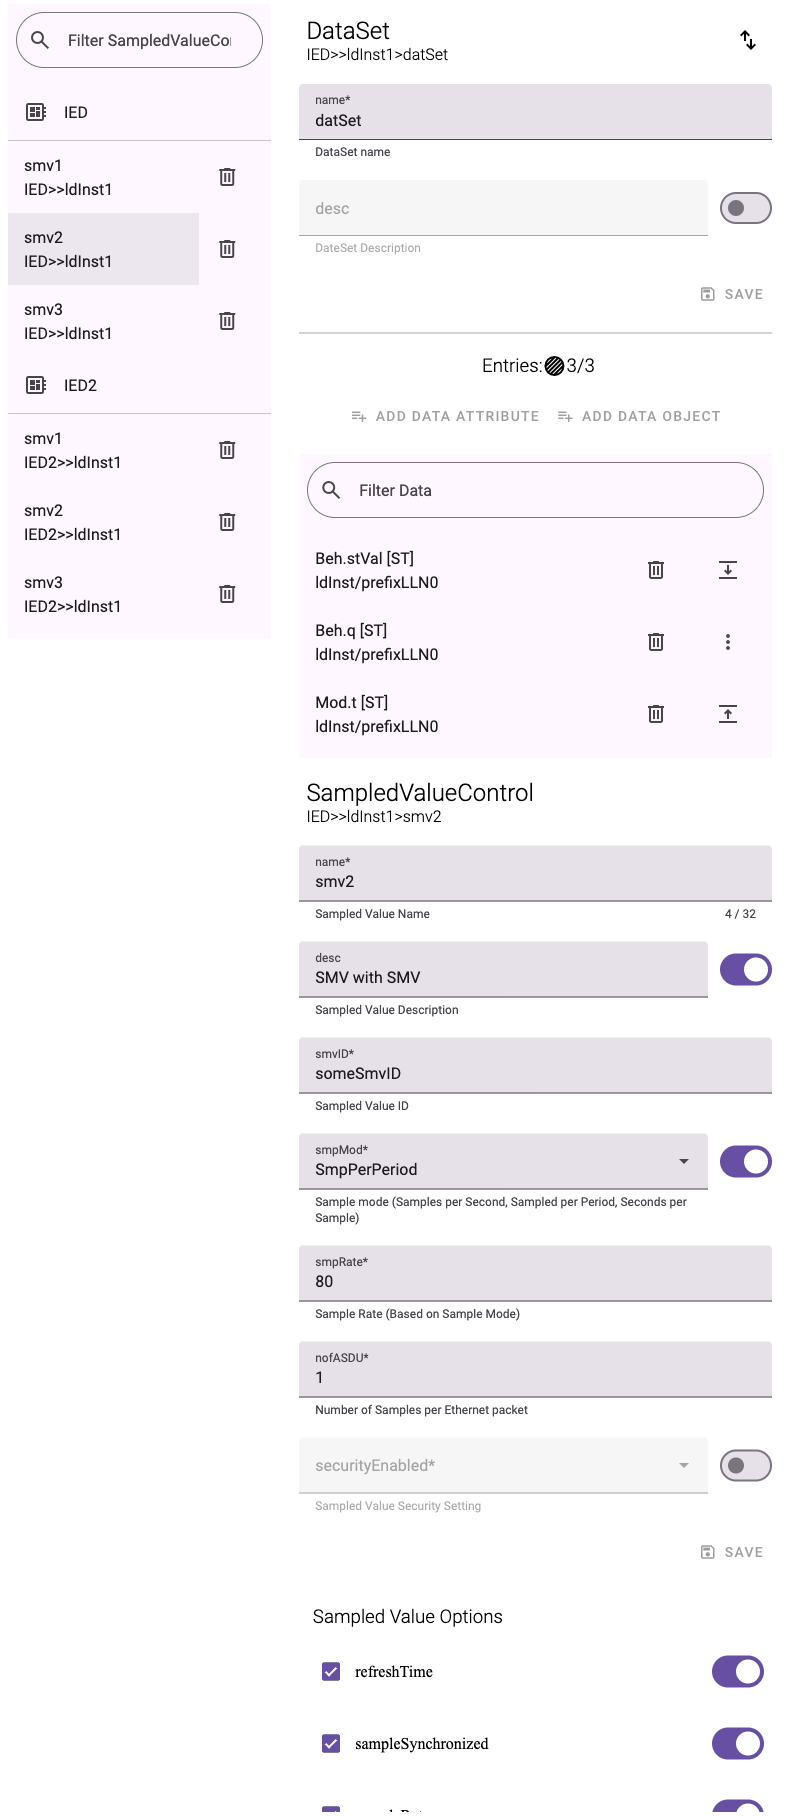 Filter SampledValueCo
IED
smv1
IED>>ldInst1
smv2
IED>>ldInst1
smv3
IED>>ldInst1
IED2
smv1
IED2>>ldInst1
smv2
IED2>>ldInst1
smv3
IED2>>ldInst1
DataSet
IED>>ldInst1>datSet
name*
datSet
DataSet name
desc
DateSet Description
SAVE
Entries: 3/3
ADD DATA ATTRIBUTE ADD DATA OBJECT
Filter Data
Beh.stVal [ST]
ldInst/prefixLLN0
Beh.q [ST]
ldInst/prefixLLN0
Mod.t [ST]
ldInst/prefixLLN0
SampledValueControl
IED>>ldInst1>smv2
name*
smv2
Sampled Value Name 4 / 32
desc
SMV with SMV
Sampled Value Description
smvID*
someSmvID
Sampled Value ID
smpMod*
SmpPerPeriod
Sample mode (Samples per Second, Sampled per Period, Seconds per
Sample)
smpRate*
80
Sample Rate (Based on Sample Mode)
nofASDU*
1
Number of Samples per Ethernet packet
securityEnabled*
Sampled Value Security Setting
SAVE
Sampled Value Options
refreshTime
sampleSynchronized